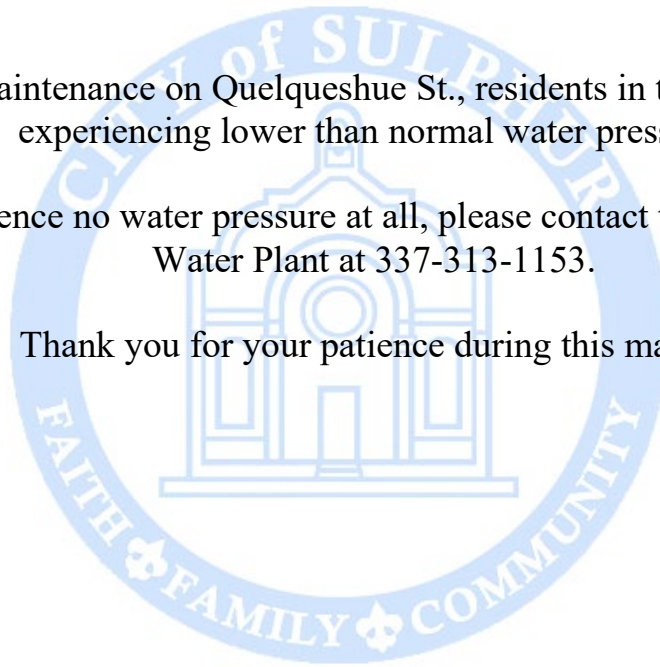 CITY of SULPHUR
aintenance on Quelqueshue St., residents in t
experiencing lower than normal water press
ence no water pressure at all, please contact t
Water Plant at 337-313-1153.
Thank you for your patience during this ma
FAITH FAMILY COMMUNITY